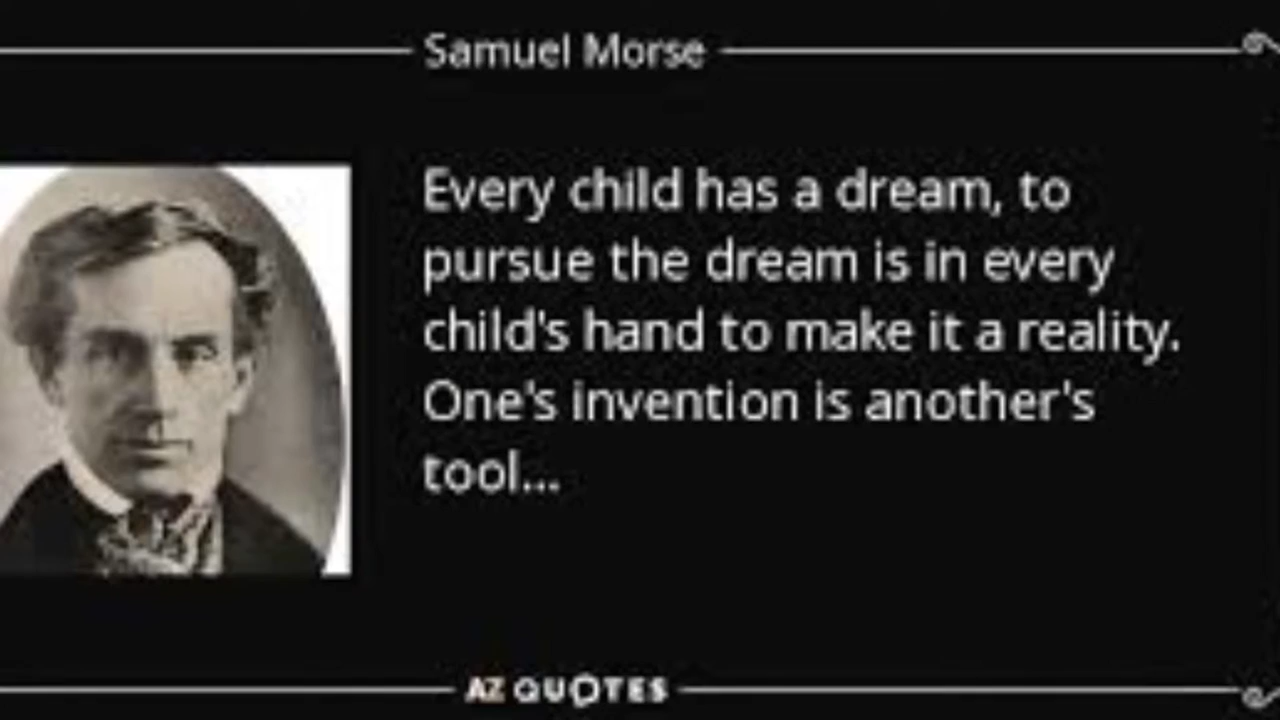 Samuel Morse
Every child has a dream, to
pursue the dream is in every
child's hand to make it a reality.
One's invention is another's
tool...
AZ QUOTES